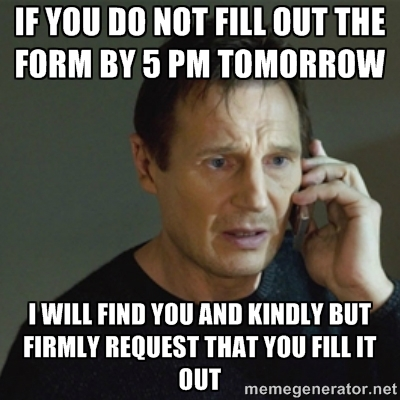 IF YOU DO NOT FILL OUT THE
FORM BY 5 PM TOMORROW
I WILL FIND YOU AND KINDLY BUT
FIRMLY REQUEST THAT YOU FILL IT
OUT
memegenerator.net